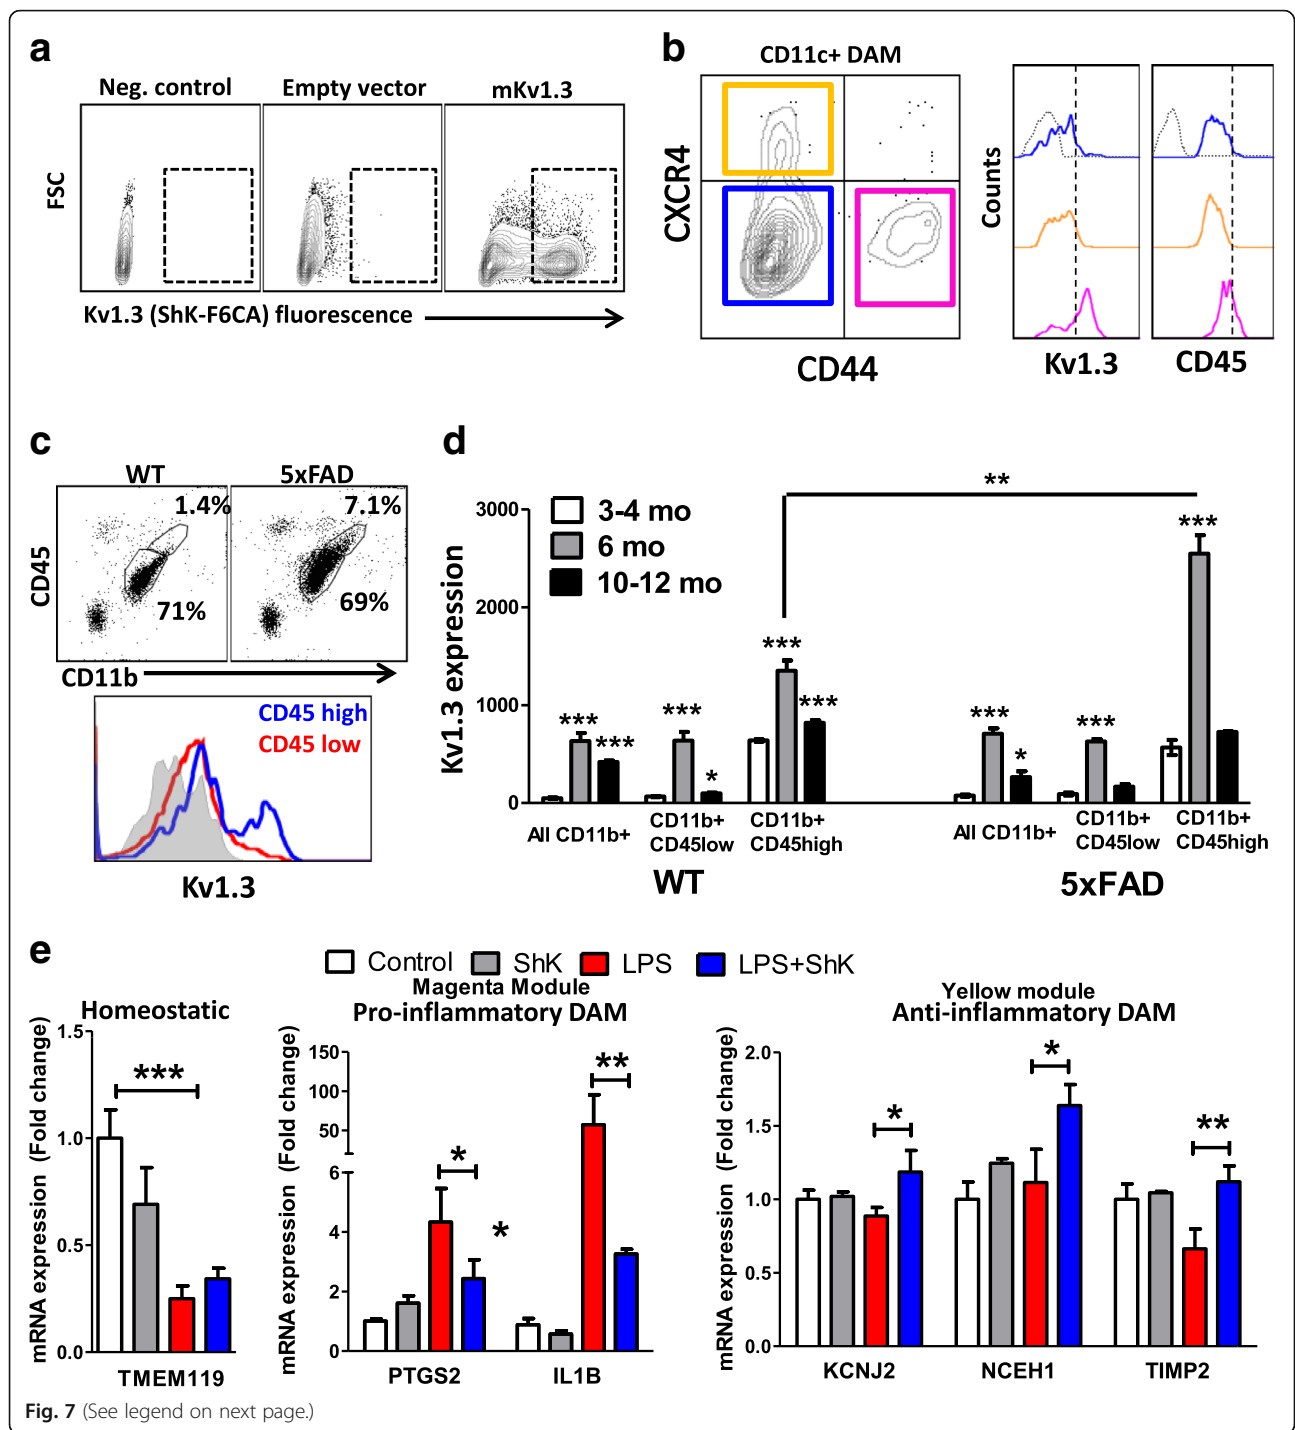 a
Neg. control
Empty vector
mKv1.3
FSC
Kv1.3 (ShK-F6CA) fluorescence
b
CD11c+ DAM
CXCR4
CD44
Counts
Kv1.3
CD45
c
WT
5xFAD
1.4%
7.1%
71%
69%
CD45
CD11b
CD45 high
CD45 low
Kv1.3
d
**
3-4 mo
6 mo
10-12 mo
Kv1.3 expression
3000
2000
1000
0
***
***
***
*
***
***
***
*
***
***
All CD11b+
CD11b+
CD45low
CD11b+
CD45high
All CD11b+
CD11b+
CD45low
CD11b+
CD45high
WT
5xFAD
e
Control
ShK
LPS
LPS+ShK
Homeostatic
mRNA expression (Fold change)
1.5
1.0
0.5
0.0
***
TMEM119
Magenta Module
Pro-inflammatory DAM
mRNA expression (Fold change)
150
100
50
6
4
2
0
*
*
**
PTGS2
IL1B
Yellow module
Anti-inflammatory DAM
mRNA expression (Fold change)
2.0
1.5
1.0
0.5
0.0
*
*
**
KCNJ2
NCEH1
TIMP2
Fig. 7 (See legend on next page.)